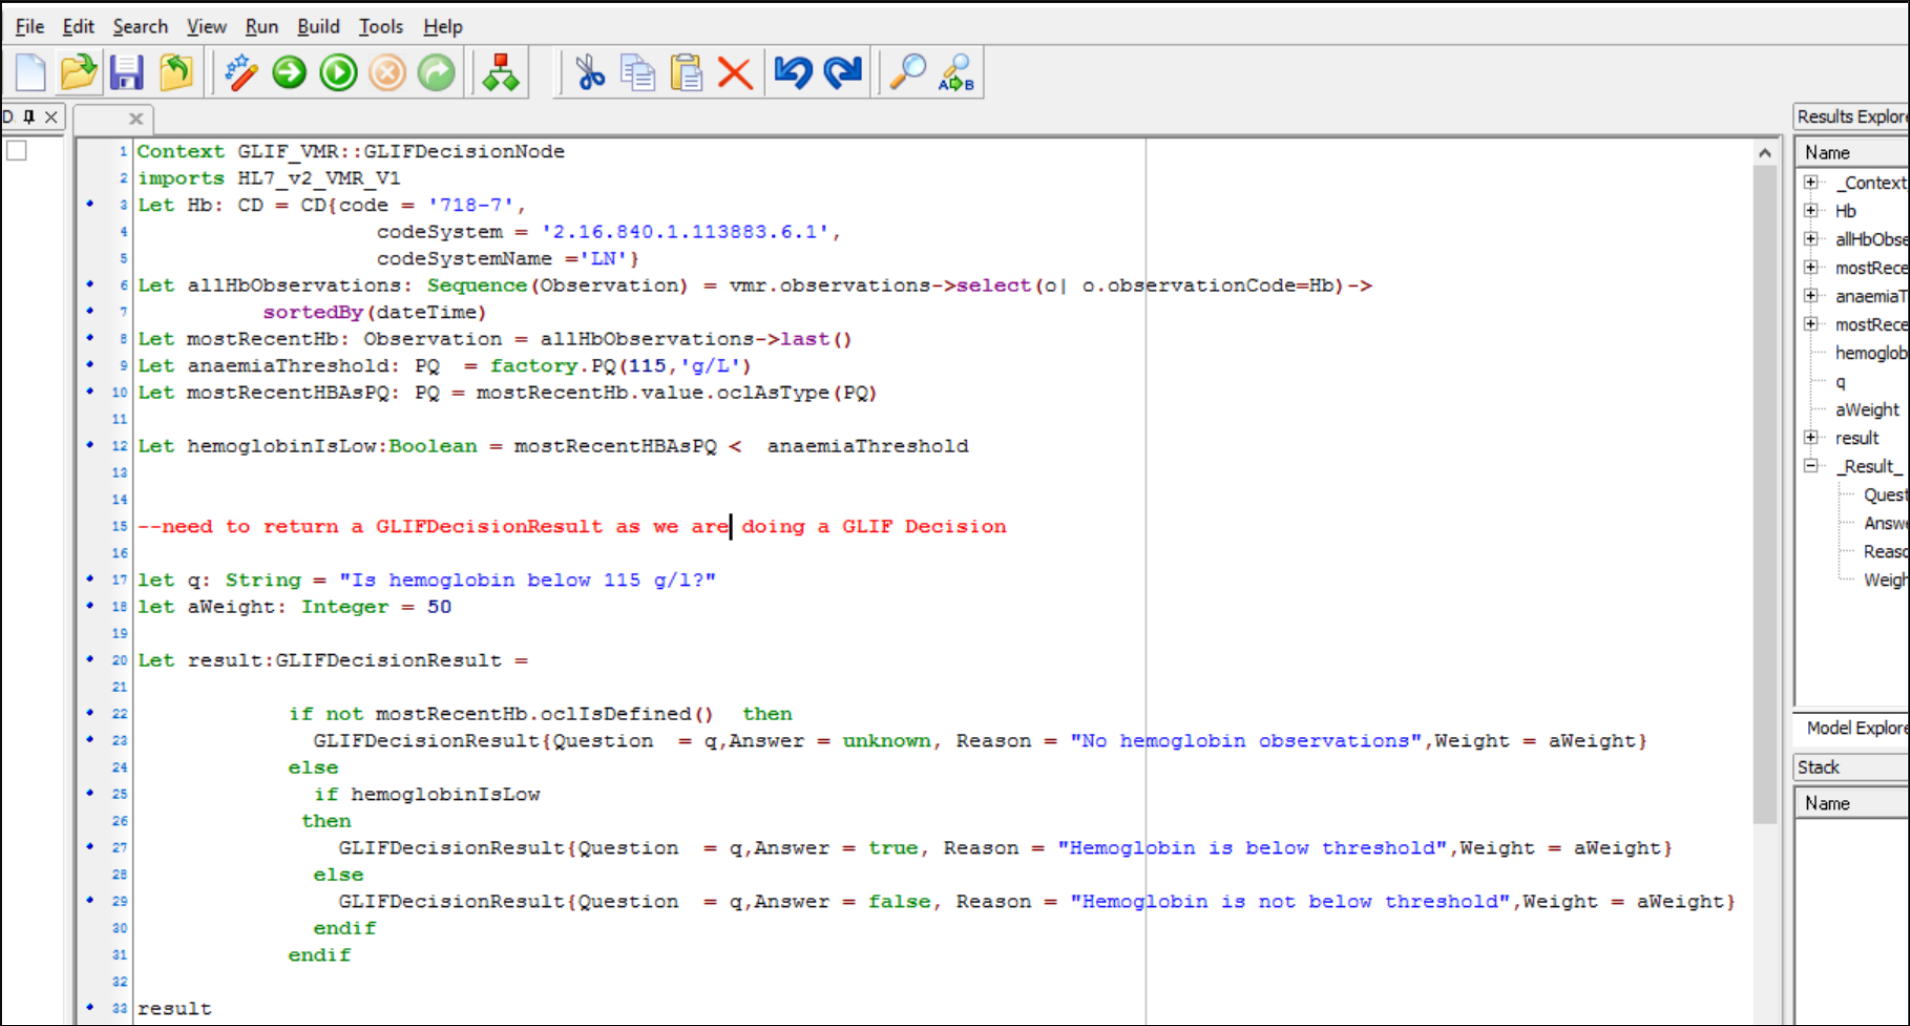 File Edit Search View Run Build Tools Help
A B
D.
Results Explor
1 Context GLIF_VMR::GLIFDecisionNode
2 imports HL7_v2_VMR_V1
3 Let Hb: CD = CD{code = '718-7',
4 codeSystem = '2.16.840.1.113883.6.1',
5 codeSystemName ='LN'}
6 Let allHbObservations: Sequence(Observation) = vmr.observations->select(o| o.observationCode=Hb)->
7 sortedBy(dateTime)
8 Let mostRecentHb: Observation = allHbObservations->last()
9 Let anaemiaThreshold: PQ = factory.PQ(115,'g/L')
10 Let mostRecentHBAsPQ: PQ = mostRecentHb.value.oclAsType(PQ)
11
12 Let hemoglobinIsLow:Boolean = mostRecentHBAsPQ < anaemiaThreshold
13
14
15 --need to return a GLIFDecisionResult as we are doing a GLIF Decision
16
17 let q: String = "Is hemoglobin below 115 g/l?"
18 let aWeight: Integer = 50
19
20 Let result:GLIFDecisionResult =
21
22 if not mostRecentHb.oclIsDefined() then
23 GLIFDecisionResult{Question = q,Answer = unknown, Reason = "No hemoglobin observations",Weight = aWeight}
24 else
25 if hemoglobinIsLow
26 then
27 GLIFDecisionResult{Question = q,Answer = true, Reason = "Hemoglobin is below threshold",Weight = aWeight}
28 else
29 GLIFDecisionResult{Question = q,Answer = false, Reason = "Hemoglobin is not below threshold",Weight = aWeight}
30 endif
31 endif
32
33 result
Name
_Context
Hb
allHbObse
mostRece
anaemiaT
mostRece
hemoglob
q
aWeight
result
_Result_
Quest
Answe
Reaso
Weigh
Model Explore
Stack
Name